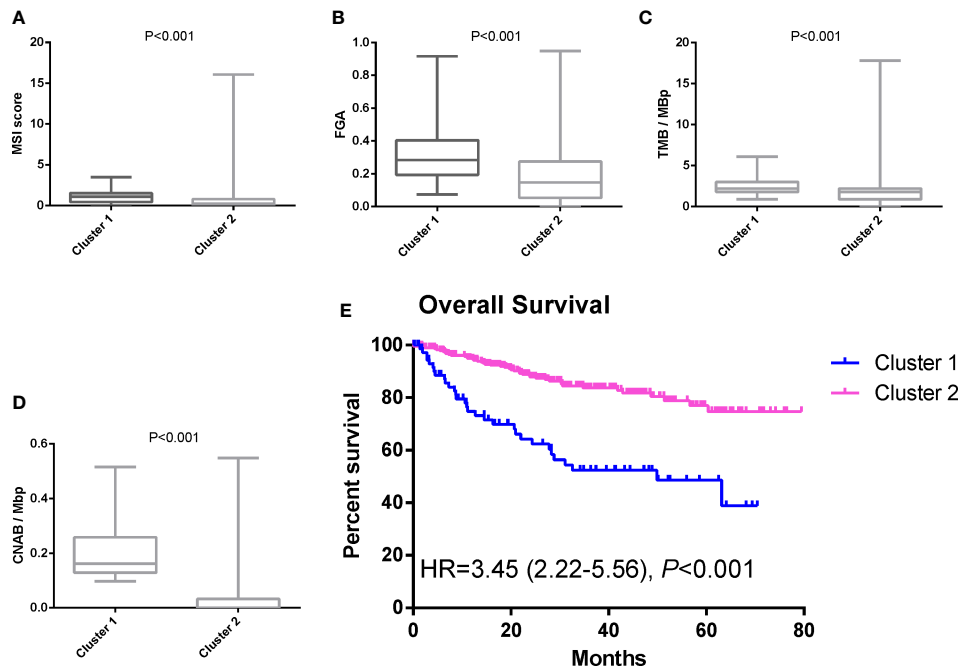 A
P<0.001
MSI score
20
15
10
5
0
Cluster 1
Cluster 2
B
P<0.001
FGA
1.0
0.8
0.6
0.4
0.2
0.0
Cluster 1
Cluster 2
C
P<0.001
TMB / MBp
20
15
10
5
0
Cluster 1
Cluster 2
D
P<0.001
CNAB / Mbp
0.6
0.4
0.2
0.0
Cluster 1
Cluster 2
E
Overall Survival
Percent survival
100
80
60
40
20
0
HR=3.45 (2.22-5.56), P<0.001
0
20
40
60
80
Months
Cluster 1
Cluster 2